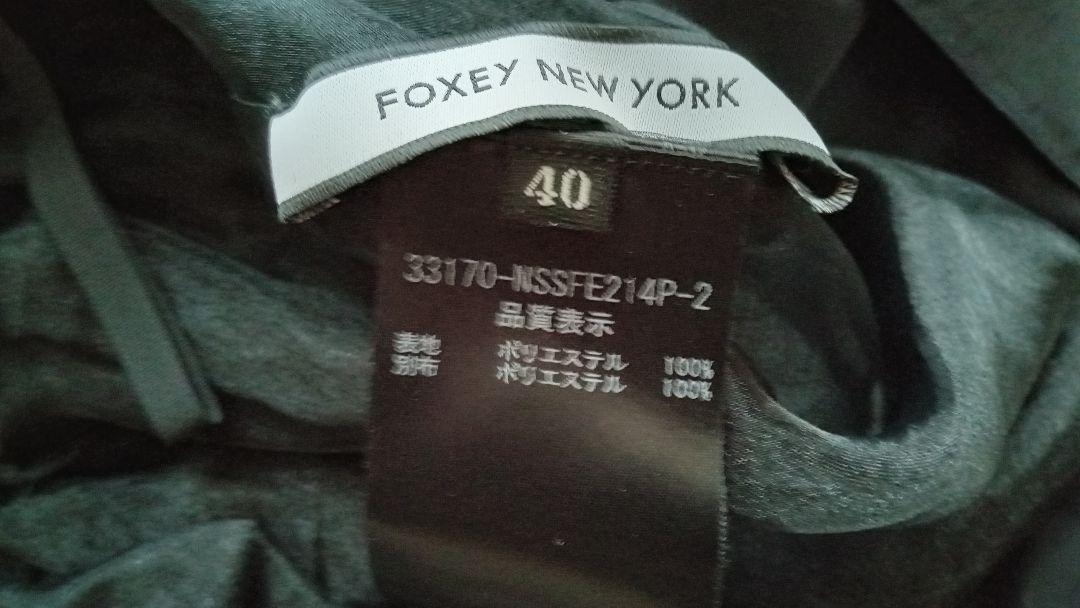 FOXEY NEW YORK
40
33170-NSSFE214P-2
品質表示
表地 ポリエステル 100%
別布 ポリエステル 100%